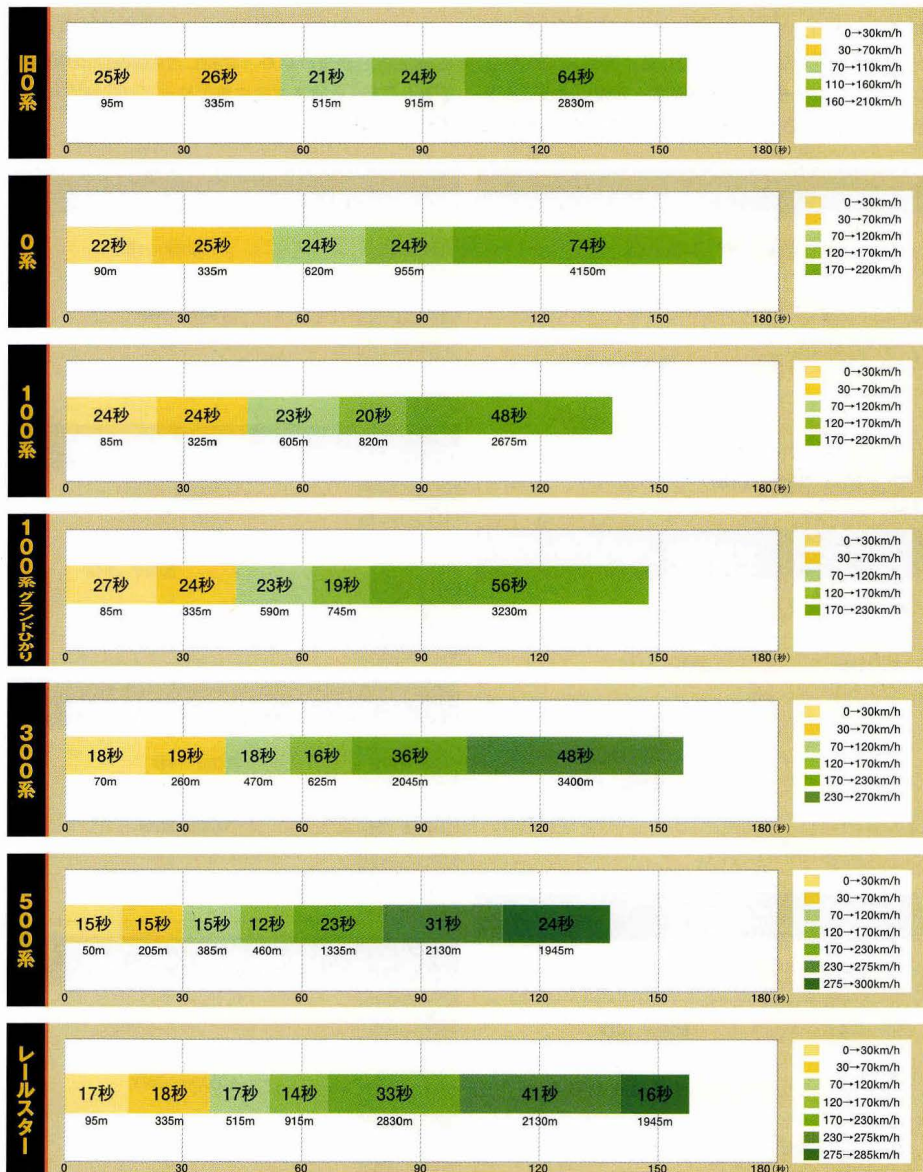 旧0系
25秒 26秒 21秒 24秒 64秒
95m 335m 515m 915m 2830m
0 30 60 90 120 150 180(秒)
0→30km/h
30→70km/h
70→110km/h
110→160km/h
160→210km/h
0系
22秒 25秒 24秒 24秒 74秒
90m 335m 620m 955m 4150m
0 30 60 90 120 150 180(秒)
0→30km/h
30→70km/h
70→120km/h
120→170km/h
170→220km/h
100系
24秒 24秒 23秒 20秒 48秒
85m 325m 605m 820m 2675m
0 30 60 90 120 150 180(秒)
0→30km/h
30→70km/h
70→120km/h
120→170km/h
170→220km/h
100系グランドひかり
27秒 24秒 23秒 19秒 56秒
85m 335m 590m 745m 3230m
0 30 60 90 120 150 180(秒)
0→30km/h
30→70km/h
70→120km/h
120→170km/h
170→230km/h
300系
18秒 19秒 18秒 16秒 36秒 48秒
70m 260m 470m 625m 2045m 3400m
0 30 60 90 120 150 180(秒)
0→30km/h
30→70km/h
70→120km/h
120→170km/h
170→230km/h
230→270km/h
500系
15秒 15秒 15秒 12秒 23秒 31秒 24秒
50m 205m 385m 460m 1335m 2130m 1945m
0 30 60 90 120 150 180(秒)
0→30km/h
30→70km/h
70→120km/h
120→170km/h
170→230km/h
230→275km/h
275→300km/h
レールスター
17秒 18秒 17秒 14秒 33秒 41秒 16秒
95m 335m 515m 915m 2830m 2130m 1945m
0 30 60 90 120 150 180(秒)
0→30km/h
30→70km/h
70→120km/h
120→170km/h
170→230km/h
230→275km/h
275→285km/h